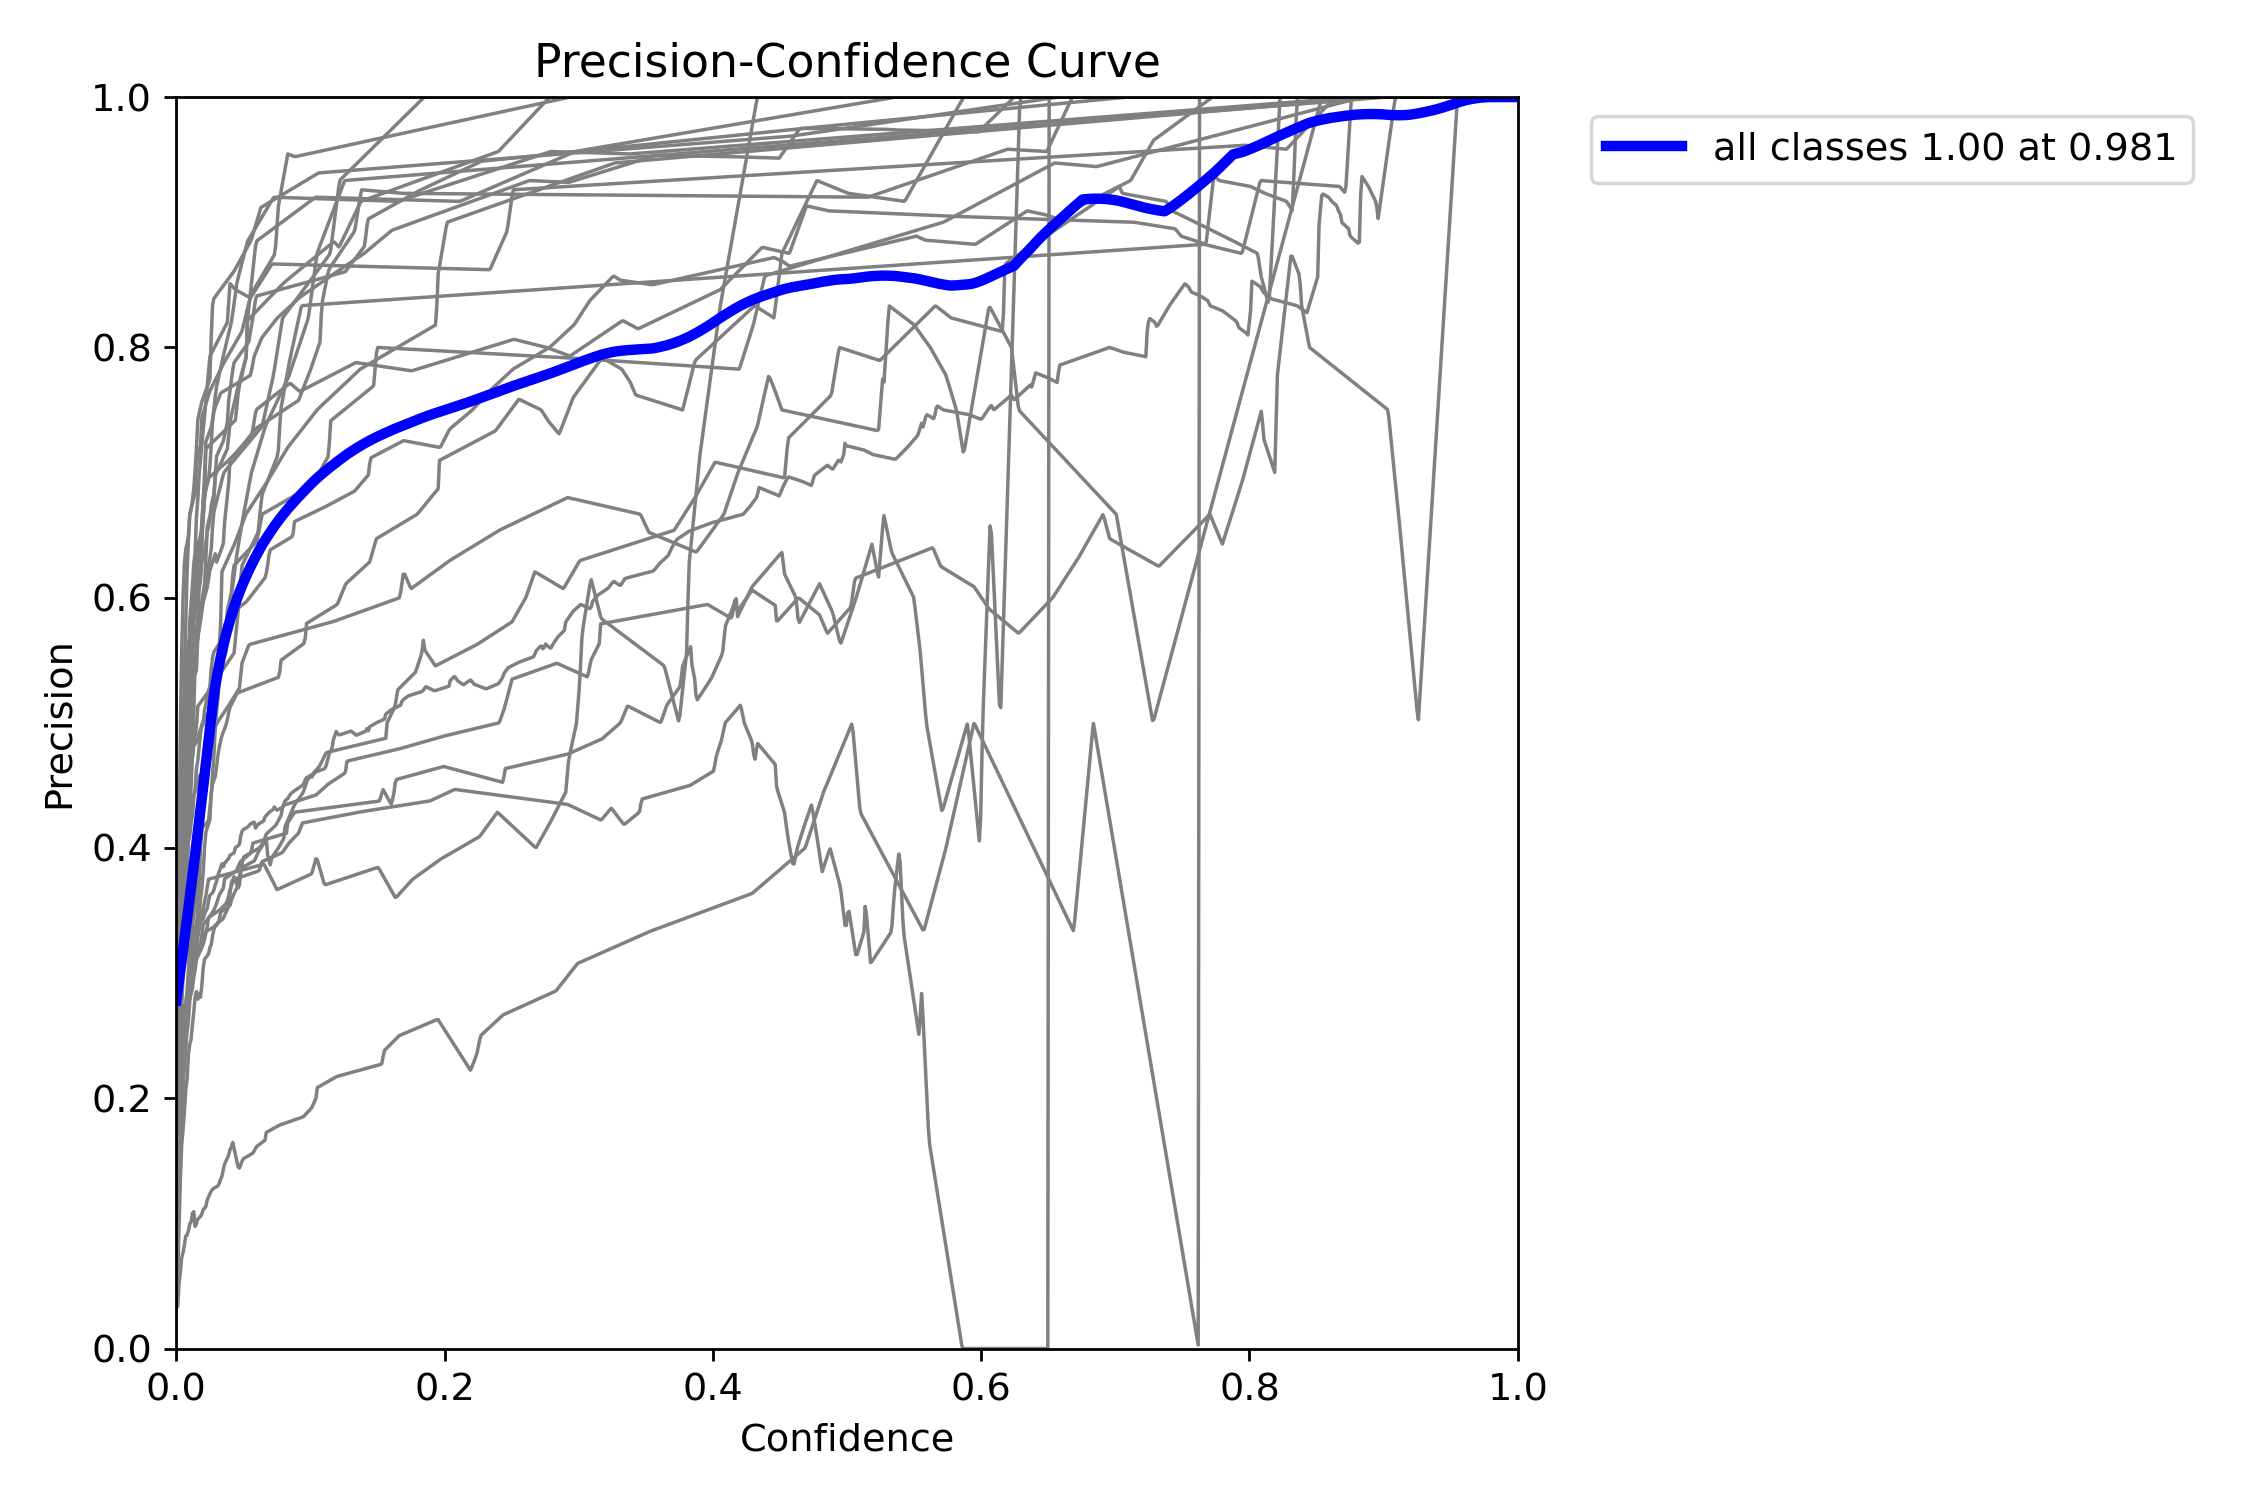 Precision-Confidence Curve
1.0
0.8
0.6
0.4
0.2
0.0
Precision
0.0 0.2 0.4 0.6 0.8 1.0
Confidence
all classes 1.00 at 0.981